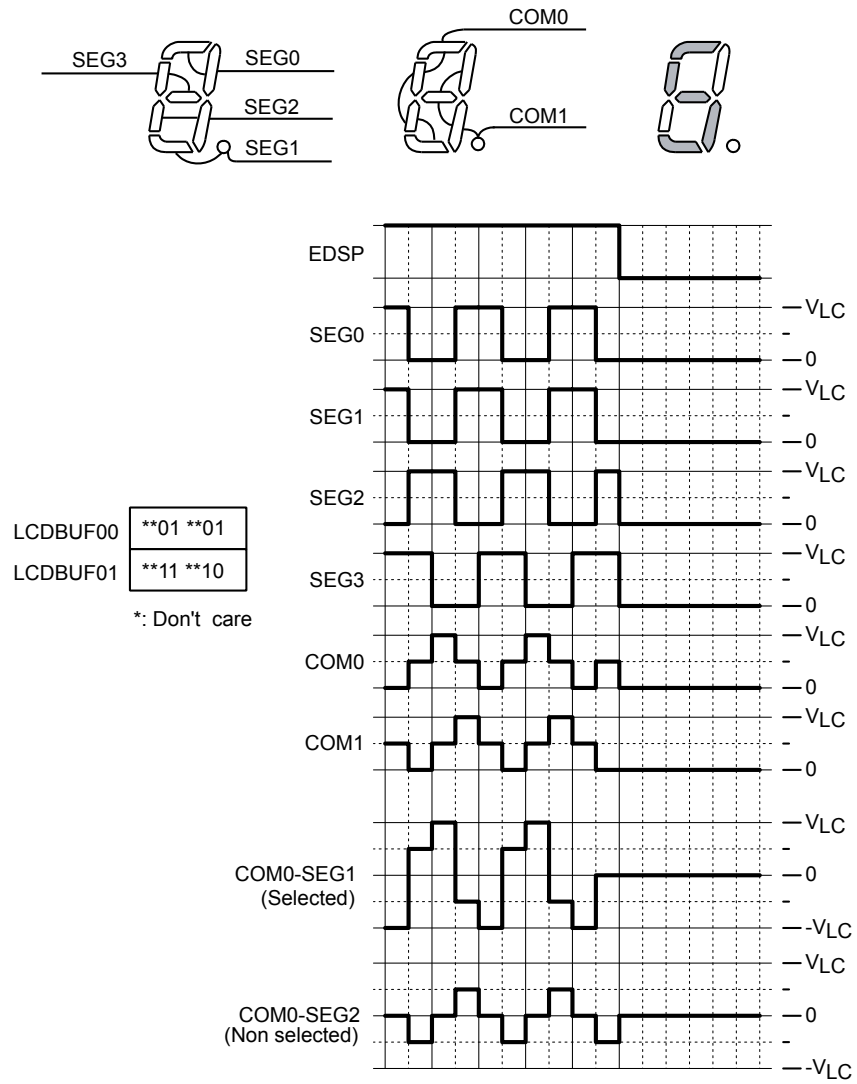 COM0
SEG3
SEG0
SEG2
COM1
SEG1
EDSP
SEG0
VLC
0
SEG1
VLC
0
SEG2
VLC
0
LCDBUF00 **01 **01
LCDBUF01 **11 **10
*: Don't care
SEG3
VLC
0
COM0
VLC
0
COM1
VLC
0
COM0-SEG1
(Selected)
VLC
0
-VLC
COM0-SEG2
(Non selected)
VLC
0
-VLC